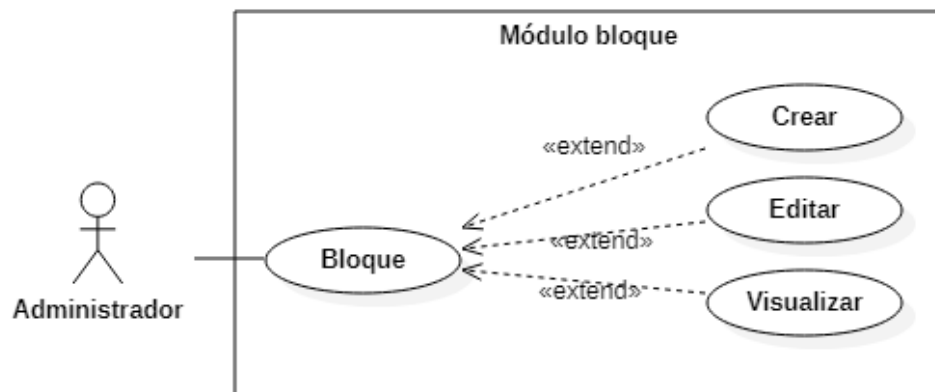 Módulo bloque
Crear
«extend»
Editar
«extend»
Bloque
Visualizar
«extend»
Administrador